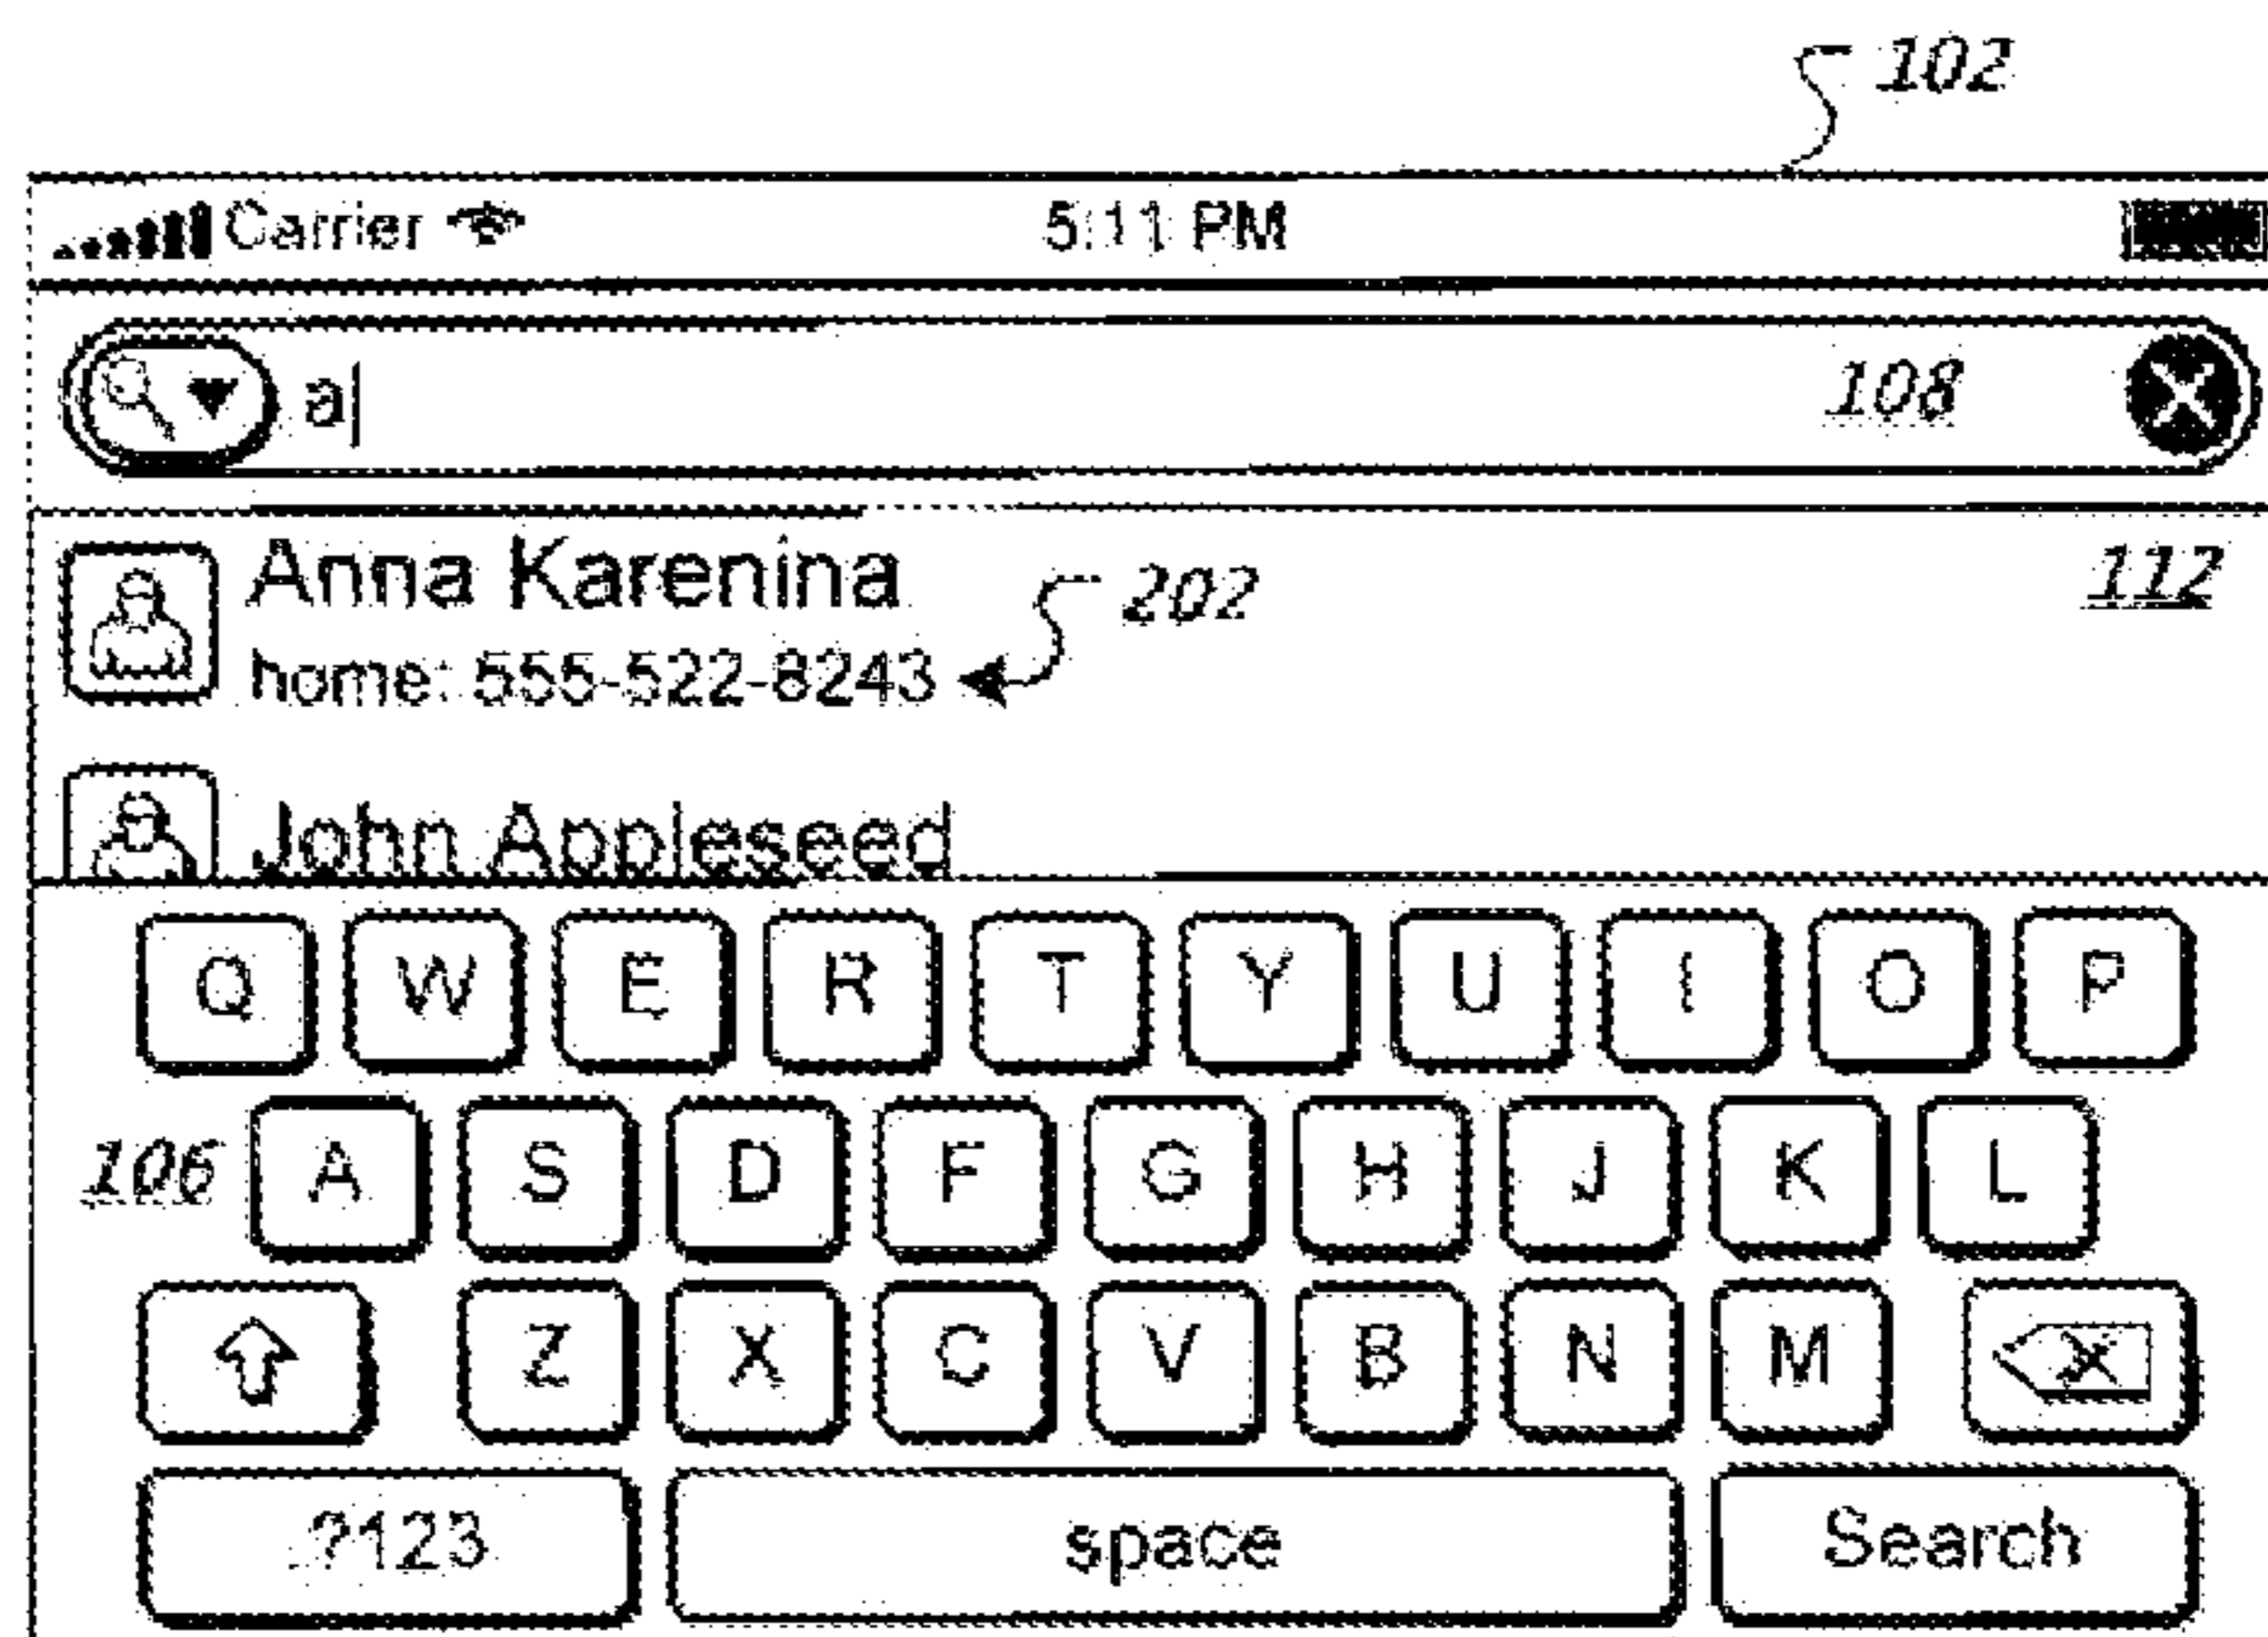 102
Carrier 5:11 PM
a 108
Anna Karenina 112
home: 555-522-8243 202
John Appleseed
Q W E R T Y U I O P
106 A S D F G H J K L
Z X C V B N M
.?123 space Search